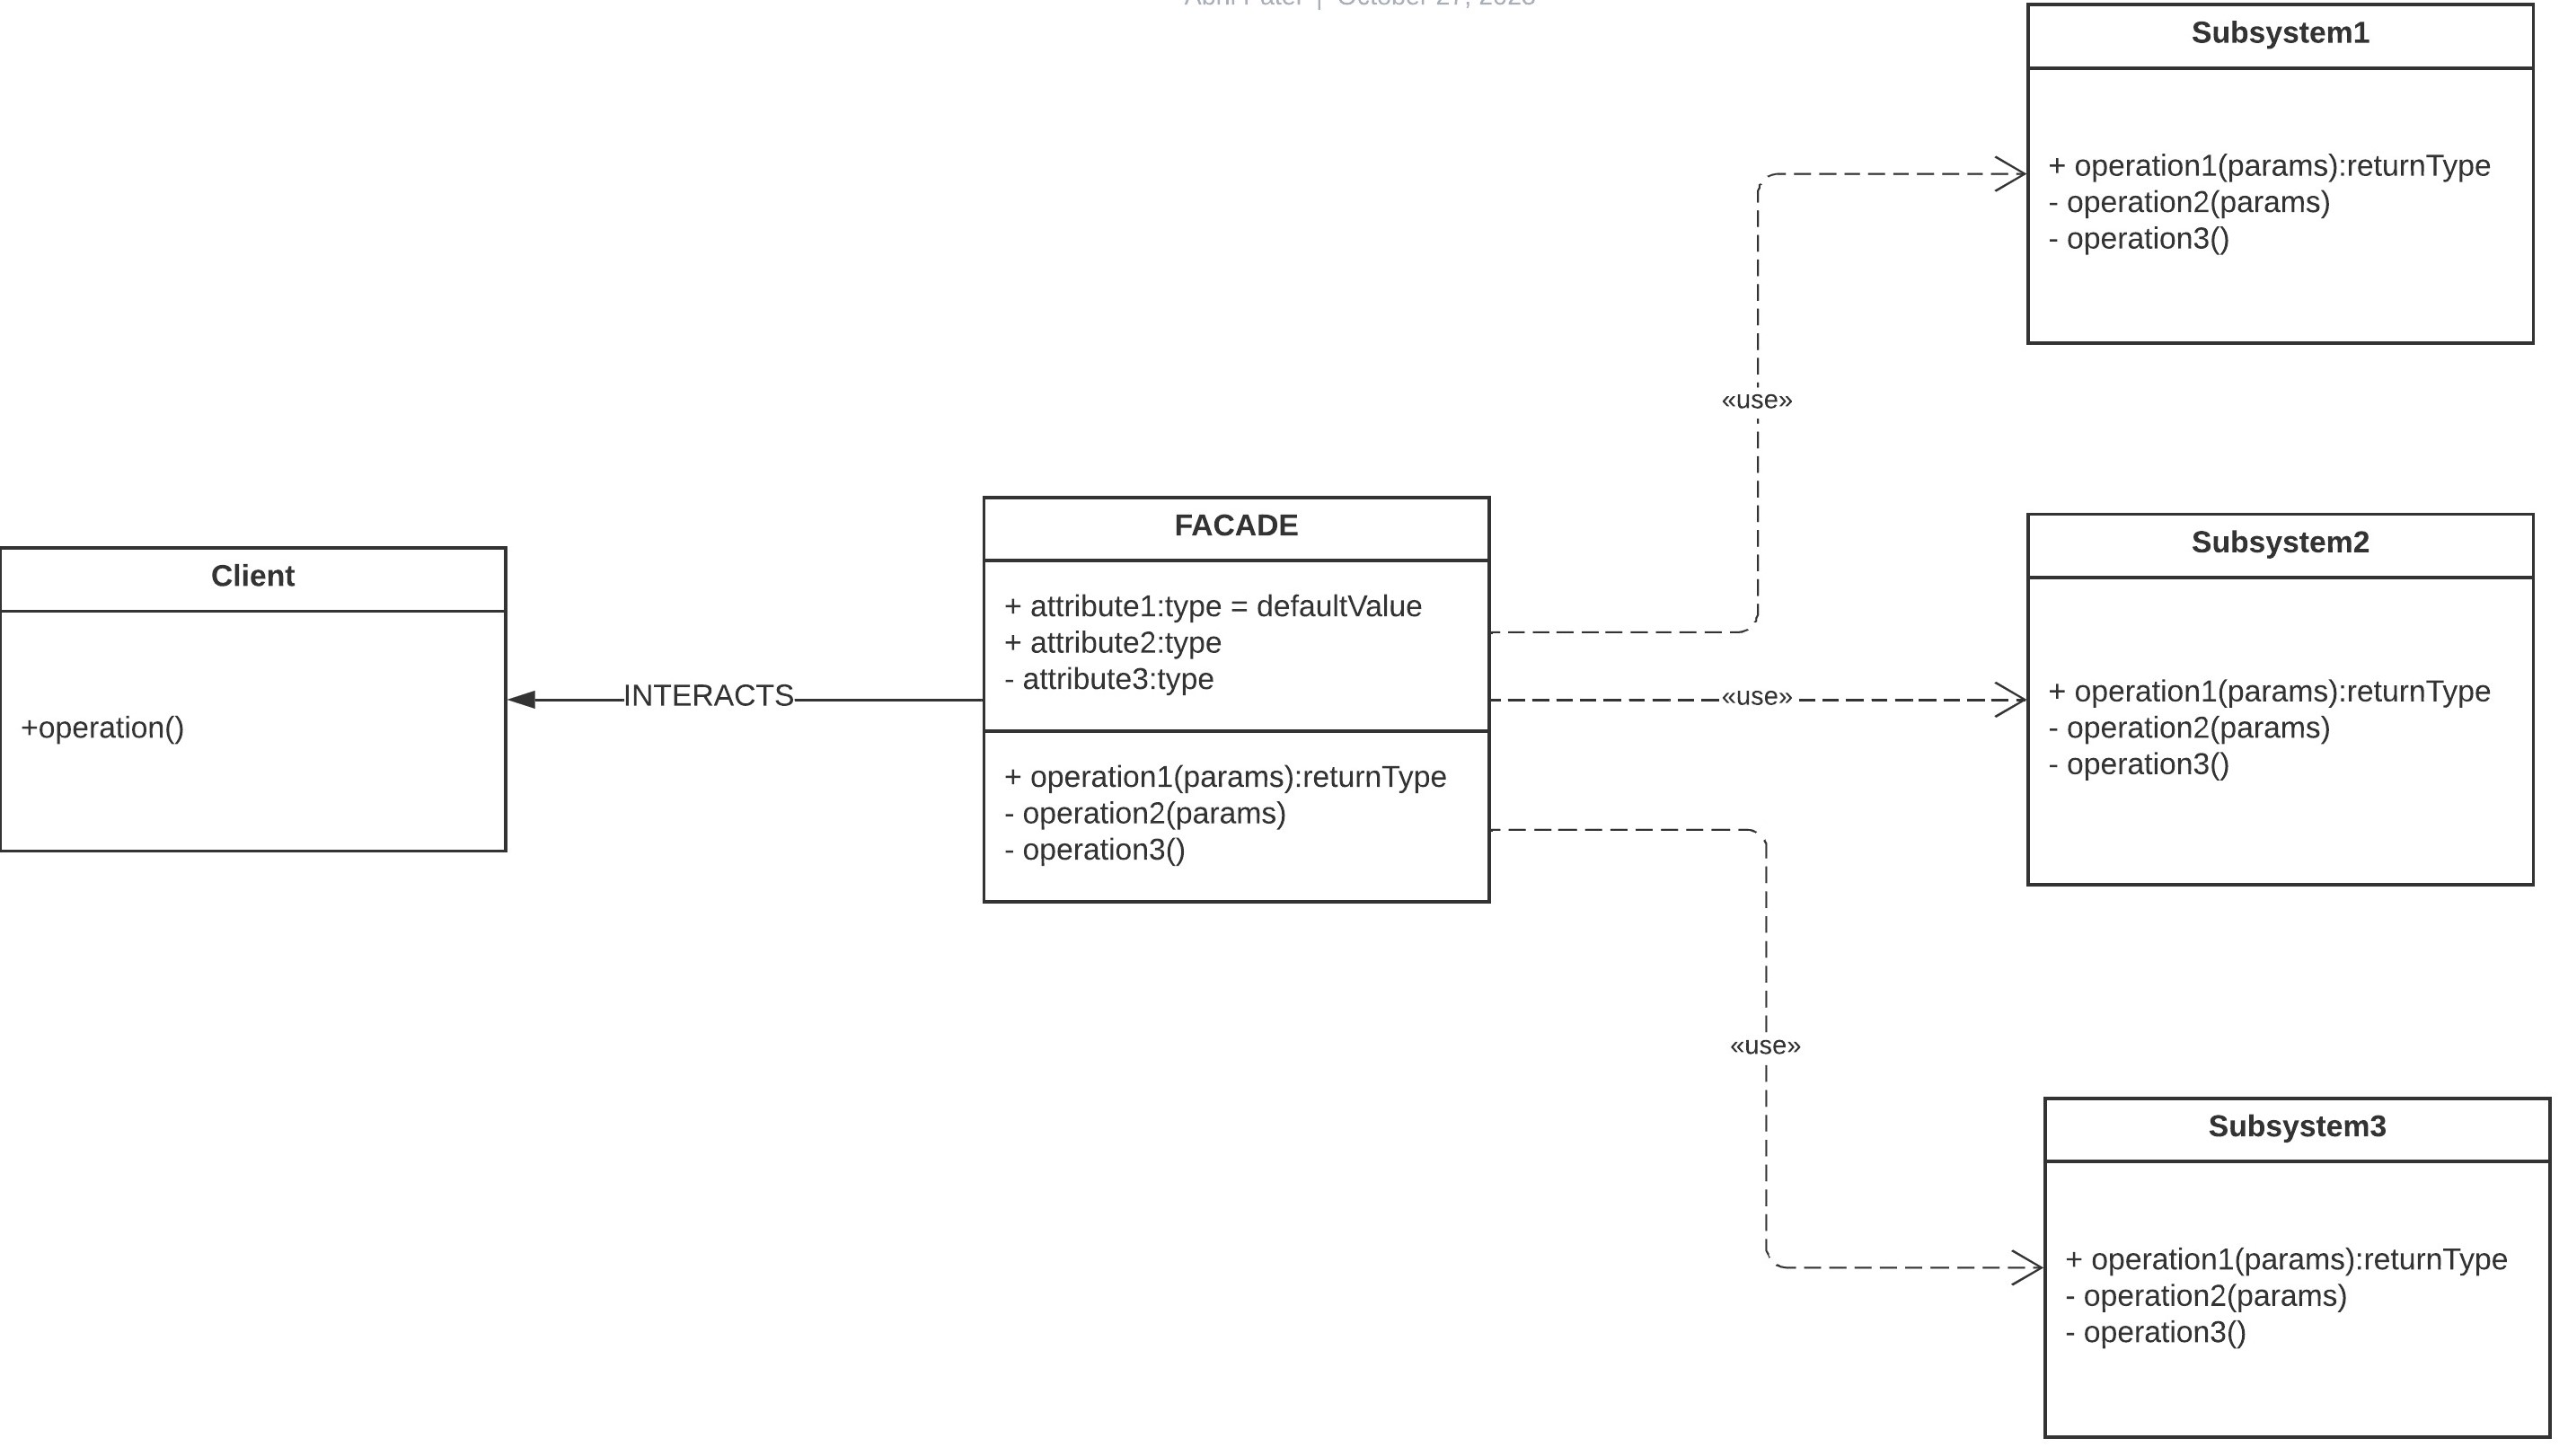 Subsystem1
+ operation1(params):returnType
- operation2(params)
- operation3()
«use»
FACADE
+ attribute1:type = defaultValue
+ attribute2:type
- attribute3:type
+ operation1(params):returnType
- operation2(params)
- operation3()
Client
+operation()
INTERACTS
«use»
Subsystem2
+ operation1(params):returnType
- operation2(params)
- operation3()
«use»
Subsystem3
+ operation1(params):returnType
- operation2(params)
- operation3()